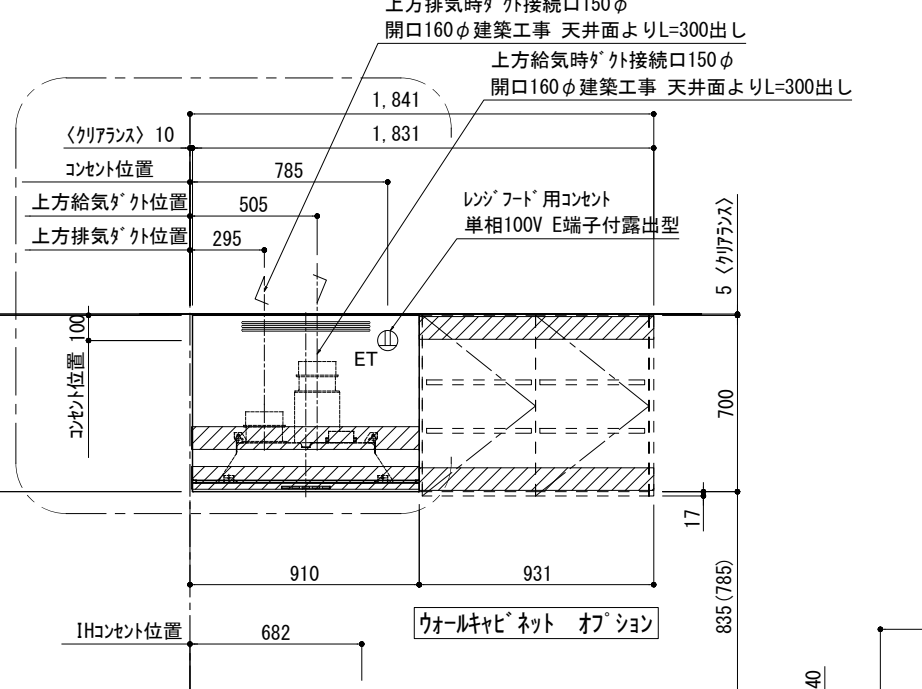 上方排気時ﾀﾞｸﾄ接続口150φ
開口160φ建築工事 天井面よりL=300出し
上方給気時ﾀﾞｸﾄ接続口150φ
開口160φ建築工事 天井面よりL=300出し
1,841
〈ｸﾘｱﾗﾝｽ〉 10
1,831
ｺﾝｾﾝﾄ位置
785
上方給気ﾀﾞｸﾄ位置
505
上方排気ﾀﾞｸﾄ位置
295
ﾚﾝｼﾞﾌｰﾄﾞ用ｺﾝｾﾝﾄ
単相100V E端子付露出型
5 〈ｸﾘｱﾗﾝｽ〉
ｺﾝｾﾝﾄ位置 100
ET
700
17
910
931
835(785)
ｳｫｰﾙｷｬﾋﾞﾈｯﾄ ｵﾌﾟｼｮﾝ
IHｺﾝｾﾝﾄ位置
682
40